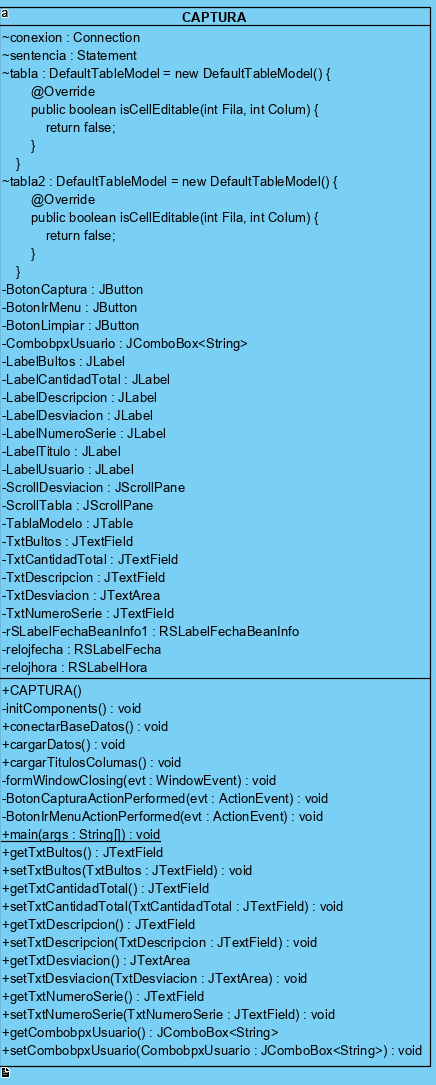 a
CAPTURA
~conexion : Connection
~sentencia : Statement
~tabla : DefaultTableModel = new DefaultTableModel() {
@Override
public boolean isCellEditable(int Fila, int Colum) {
return false;
}
}
~tabla2 : DefaultTableModel = new DefaultTableModel() {
@Override
public boolean isCellEditable(int Fila, int Colum) {
return false;
}
}
-BotonCaptura : JButton
-BotonIrMenu : JButton
-BotonLimpiar : JButton
-CombobpxUsuario : JComboBox<String>
-LabelBultos : JLabel
-LabelCantidadTotal : JLabel
-LabelDescripcion : JLabel
-LabelDesviacion : JLabel
-LabelNumeroSerie : JLabel
-LabelTitulo : JLabel
-LabelUsuario : JLabel
-ScrollDesviacion : JScrollPane
-ScrollTabla : JScrollPane
-TablaModelo : JTable
-TxtBultos : JTextField
-TxtCantidadTotal : JTextField
-TxtDescripcion : JTextField
-TxtDesviacion : JTextArea
-TxtNumeroSerie : JTextField
-rSLabelFechaBeanInfo1 : RSLabelFechaBeanInfo
-relojfecha : RSLabelFecha
-relojhora : RSLabelHora
+CAPTURA()
-initComponents() : void
+conectarBaseDatos() : void
+cargarDatos() : void
+cargarTitulosColumas() : void
-formWindowClosing(evt : WindowEvent) : void
-BotonCapturaActionPerformed(evt : ActionEvent) : void
-BotonIrMenuActionPerformed(evt : ActionEvent) : void
+main(args : String[]) : void
+getTxtBultos() : JTextField
+setTxtBultos(TxtBultos : JTextField) : void
+getTxtCantidadTotal() : JTextField
+setTxtCantidadTotal(TxtCantidadTotal : JTextField) : void
+getTxtDescripcion() : JTextField
+setTxtDescripcion(TxtDescripcion : JTextField) : void
+getTxtDesviacion() : JTextArea
+setTxtDesviacion(TxtDesviacion : JTextArea) : void
+getTxtNumeroSerie() : JTextField
+setTxtNumeroSerie(TxtNumeroSerie : JTextField) : void
+getCombobpxUsuario() : JComboBox<String>
+setCombobpxUsuario(CombobpxUsuario : JComboBox<String>) : void